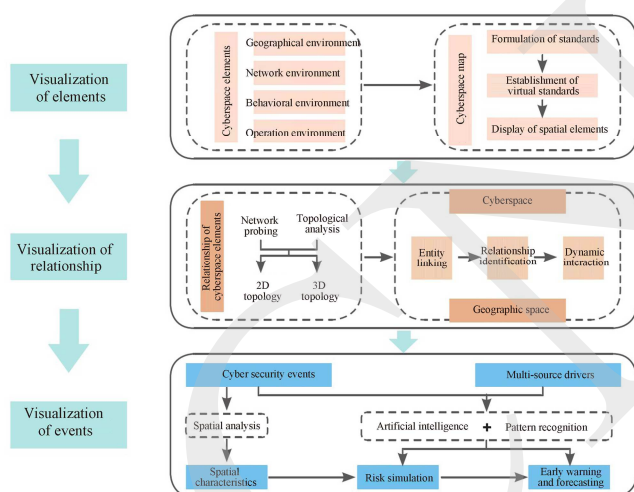 Visualization
of elements
Cyberspace elements
Geographical environment
Network environment
Behavioral environment
Operation environment
Cyberspace map
Formulation of standards
Establishment of
virtual standards
Display of spatial elements
Visualization of
relationship
Relationship of
cyberspace elements
Network
probing
Topological
analysis
2D
topology
3D
topology
Cyberspace
Entity
linking
Relationship
identification
Dynamic
interaction
Geographic space
Visualization
of events
Cyber security events
Multi-source drivers
Spatial analysis
Artificial intelligence + Pattern recognition
Spatial
characteristics
Risk simulation
Early warning
and forecasting